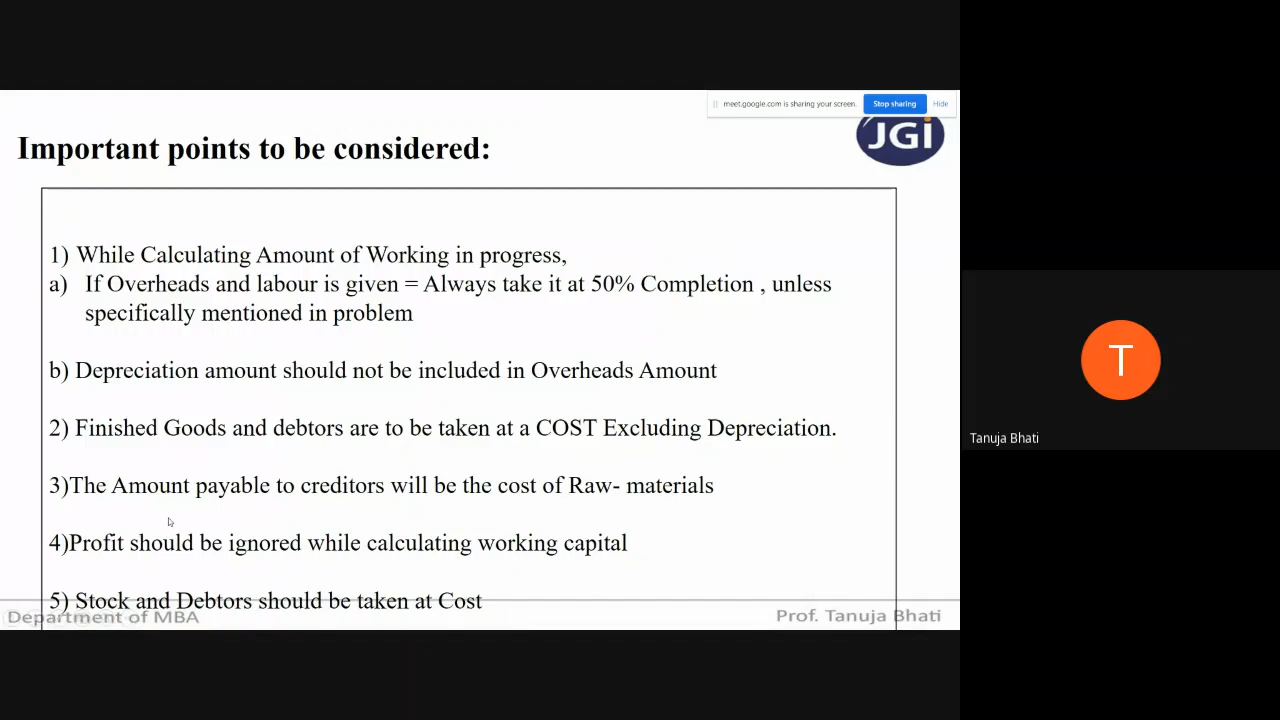 meet.google.com is sharing your screen.
Stop sharing
Hide
JGi
Important points to be considered:
1) While Calculating Amount of Working in progress,
a) If Overheads and labour is given = Always take it at 50% Completion , unless
specifically mentioned in problem
b) Depreciation amount should not be included in Overheads Amount
2) Finished Goods and debtors are to be taken at a COST Excluding Depreciation.
3)The Amount payable to creditors will be the cost of Raw- materials
4)Profit should be ignored while calculating working capital
5) Stock and Debtors should be taken at Cost
Department of MBA
Prof. Tanuja Bhati
T
Tanuja Bhati